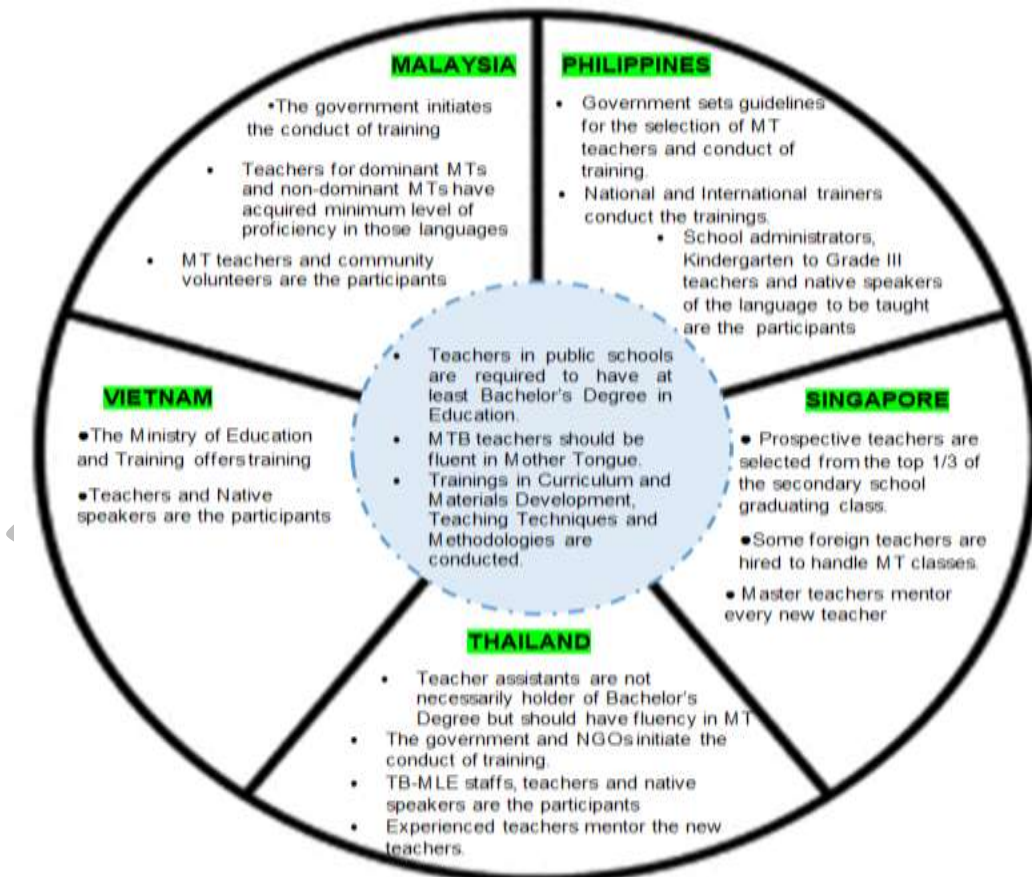 MALAYSIA
•The government initiates
the conduct of training
• Teachers for dominant MTs
and non-dominant MTs have
acquired minimum level of
proficiency in those languages
• MT teachers and community
volunteers are the participants
PHILIPPINES
• Government sets guidelines
for the selection of MT
teachers and conduct of
training.
• National and International trainers
conduct the trainings.
• School administrators,
Kindergarten to Grade III
teachers and native speakers
of the language to be taught
are the participants
• Teachers in public schools
are required to have at
least Bachelor's Degree in
Education.
• MTB teachers should be
fluent in Mother Tongue.
• Trainings in Curriculum and
Materials Development,
Teaching Techniques and
Methodologies are
conducted.
VIETNAM
●The Ministry of Education
and Training offers training
●Teachers and Native
speakers are the participants
SINGAPORE
● Prospective teachers are
selected from the top 1/3 of
the secondary school
graduating class.
●Some foreign teachers are
hired to handle MT classes.
● Master teachers mentor
every new teacher
THAILAND
• Teacher assistants are not
necessarily holder of Bachelor's
Degree but should have fluency in MT
• The government and NGOs initiate the
conduct of training.
• TB-MLE staffs, teachers and native
speakers are the participants
• Experienced teachers mentor the new
teachers.